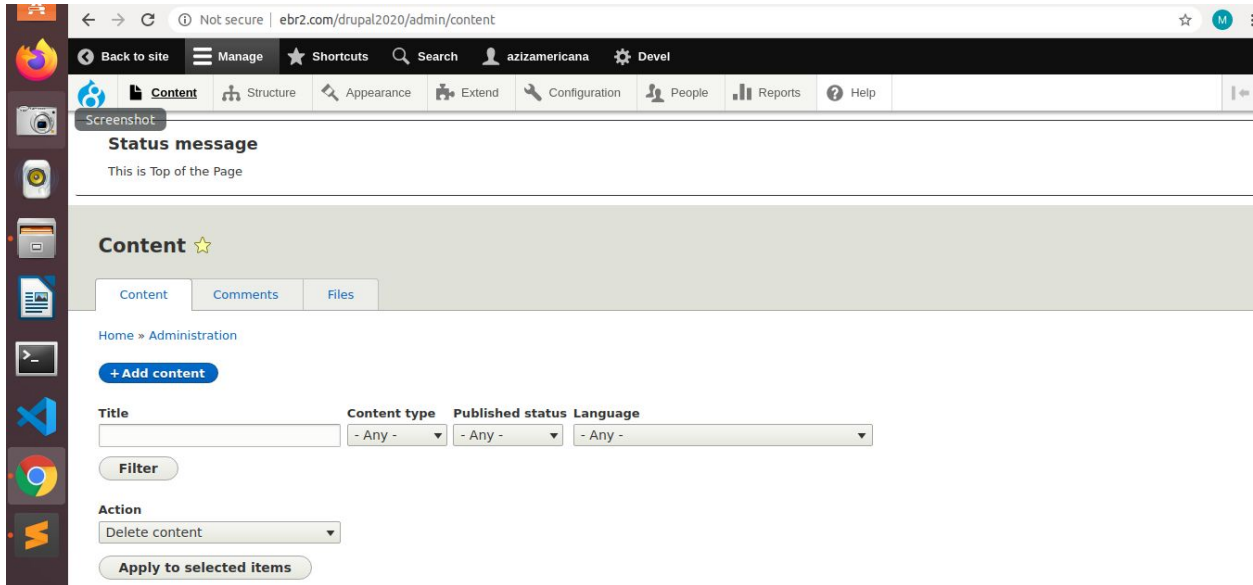 Not secure | ebr2.com/drupal2020/admin/content
M
Back to site Manage Shortcuts Search azizamericana Devel
Content Structure Appearance Extend Configuration People Reports Help
Screenshot
Status message
This is Top of the Page
Content
Content Comments Files
Home » Administration
+Add content
Title Content type Published status Language
- Any - - Any - - Any -
Filter
Action
Delete content
Apply to selected items